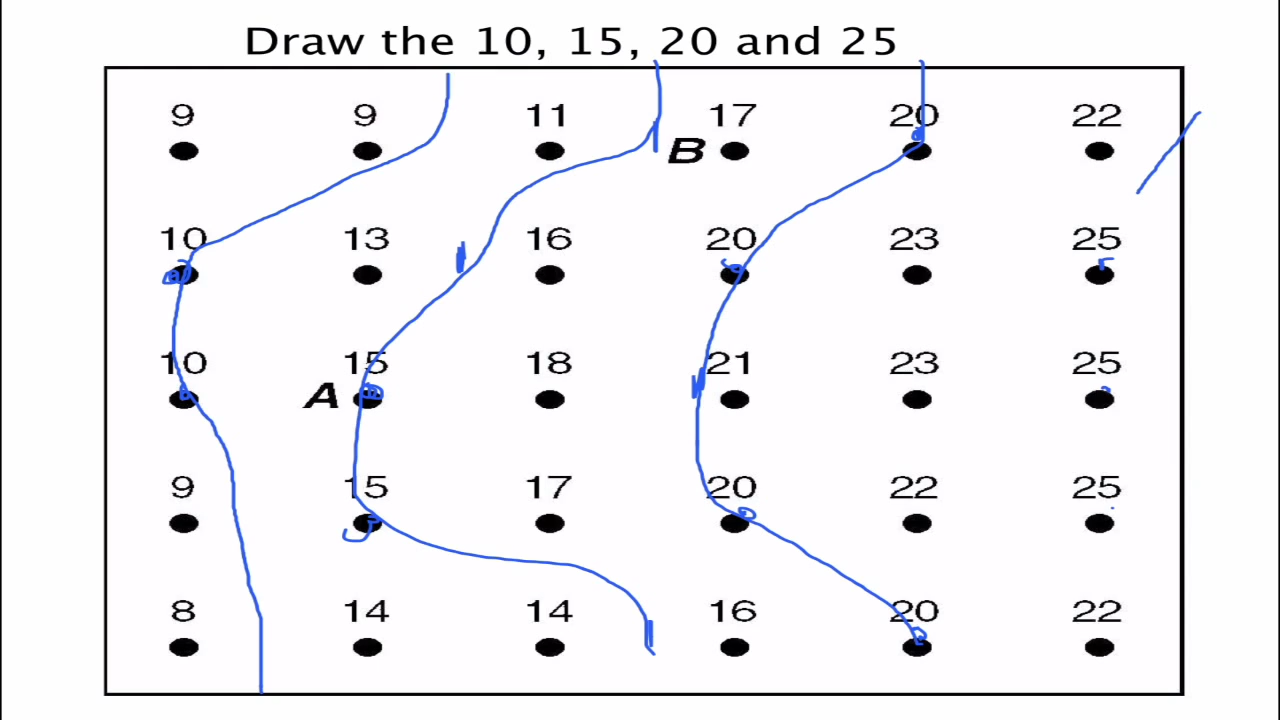 Draw the 10, 15, 20 and 25
9 9 11 17 20 22
B
10 13 16 20 23 25
10 15 18 21 23 25
A
9 15 17 20 22 25
8 14 14 16 20 22